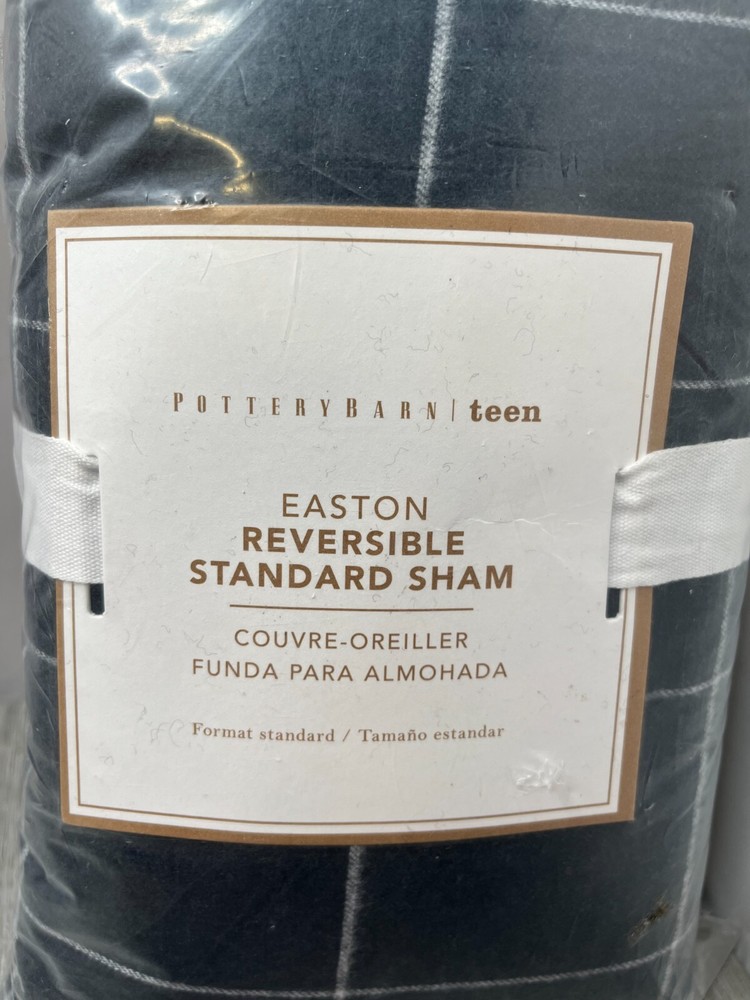 POTTERYBARN | teen
EASTON
REVERSIBLE
STANDARD SHAM
COUVRE-OREILLER
FUNDA PARA ALMOHADA
Format standard / Tamaño estandar